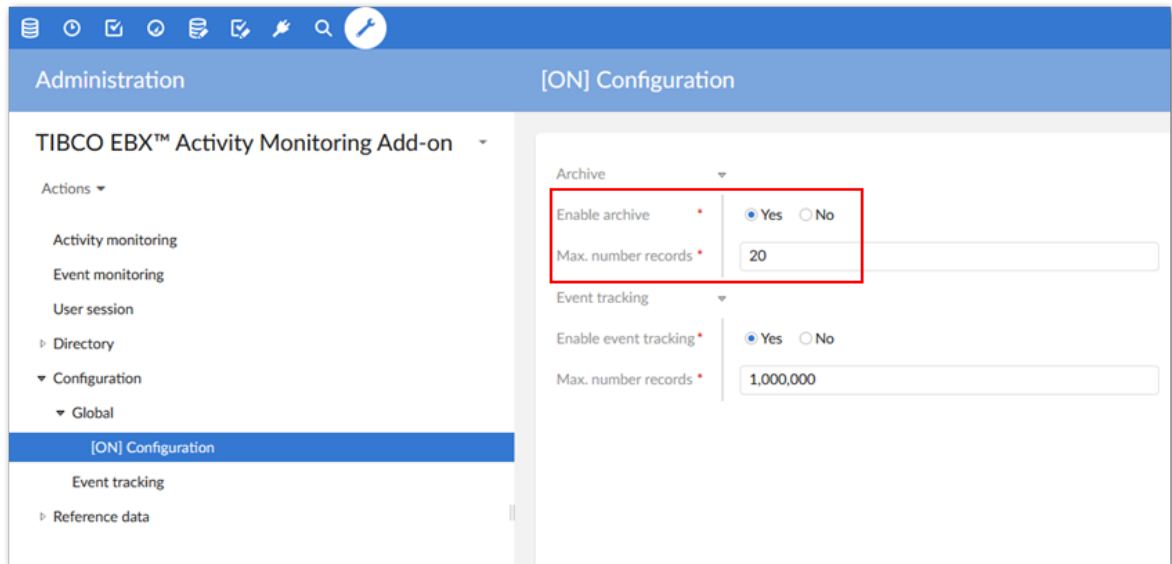 Administration
[ON] Configuration
TIBCO EBX™ Activity Monitoring Add-on
Actions
Activity monitoring
Event monitoring
User session
Directory
Configuration
Global
[ON] Configuration
Event tracking
Reference data
Archive
Enable archive * Yes No
Max. number records * 20
Event tracking
Enable event tracking * Yes No
Max. number records * 1,000,000